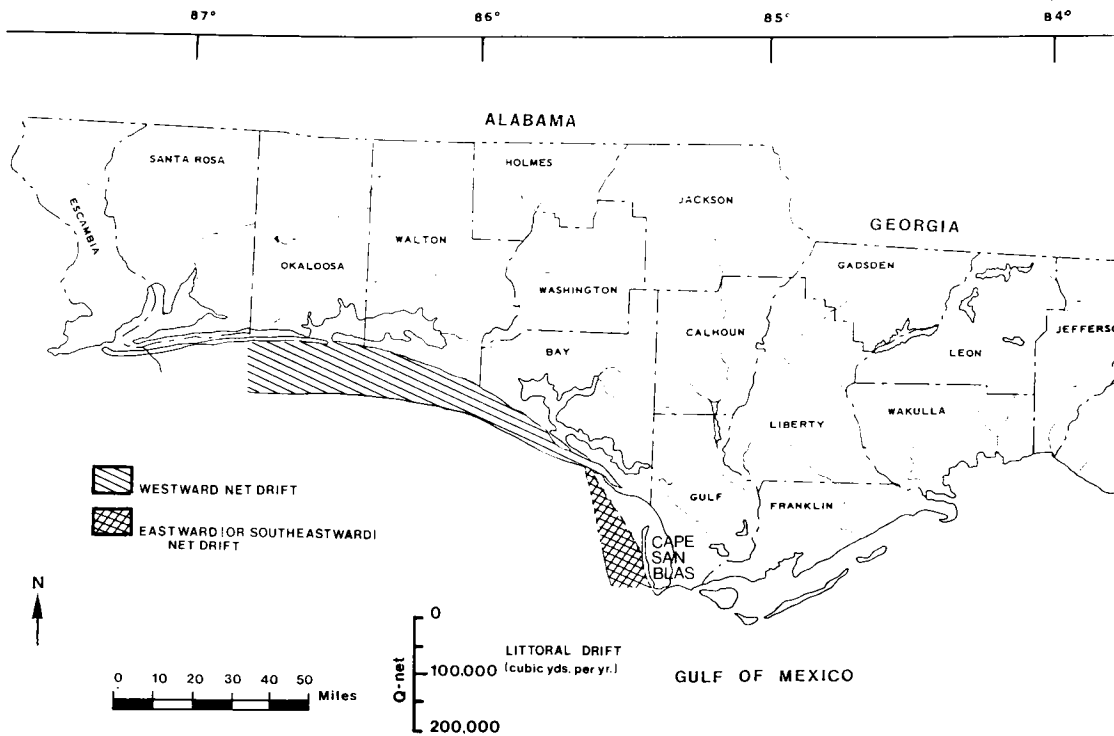 87° 86° 85° 84°
ALABAMA
SANTA ROSA
HOLMES
JACKSON
ESCAMBIA
GEORGIA
WALTON
OKALOOSA
GADSDEN
WASHINGTON
CALHOUN
JEFFERSO
BAY
LEON
WAKULLA
LIBERTY
WESTWARD NET DRIFT
GULF
FRANKLIN
EASTWARD (OR SOUTHEASTWARD)
NET DRIFT
CAPE
SAN
BLAS
N
0
LITTORAL DRIFT
(cubic yds. per yr.)
Q-net
100,000
200,000
GULF OF MEXICO
0 10 20 30 40 50
Miles